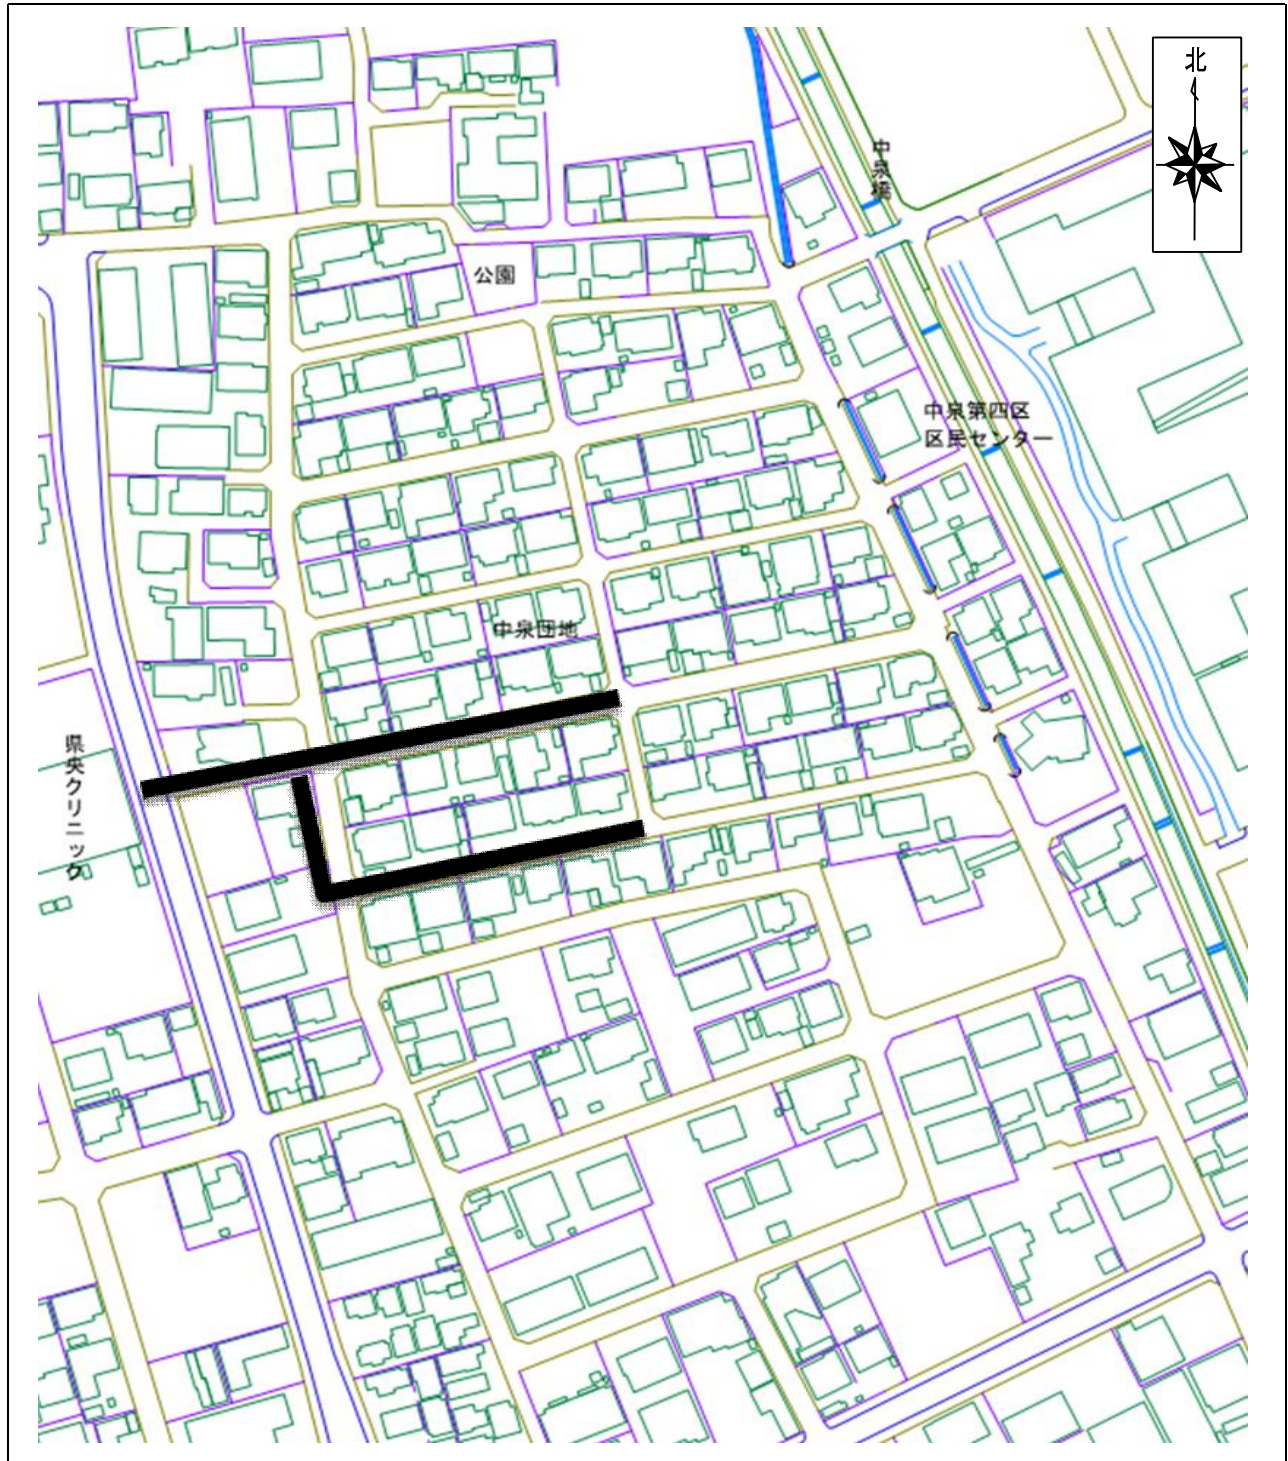 北
中泉橋
公園
中泉第四区
区民センター
中泉団地
県央クリニック